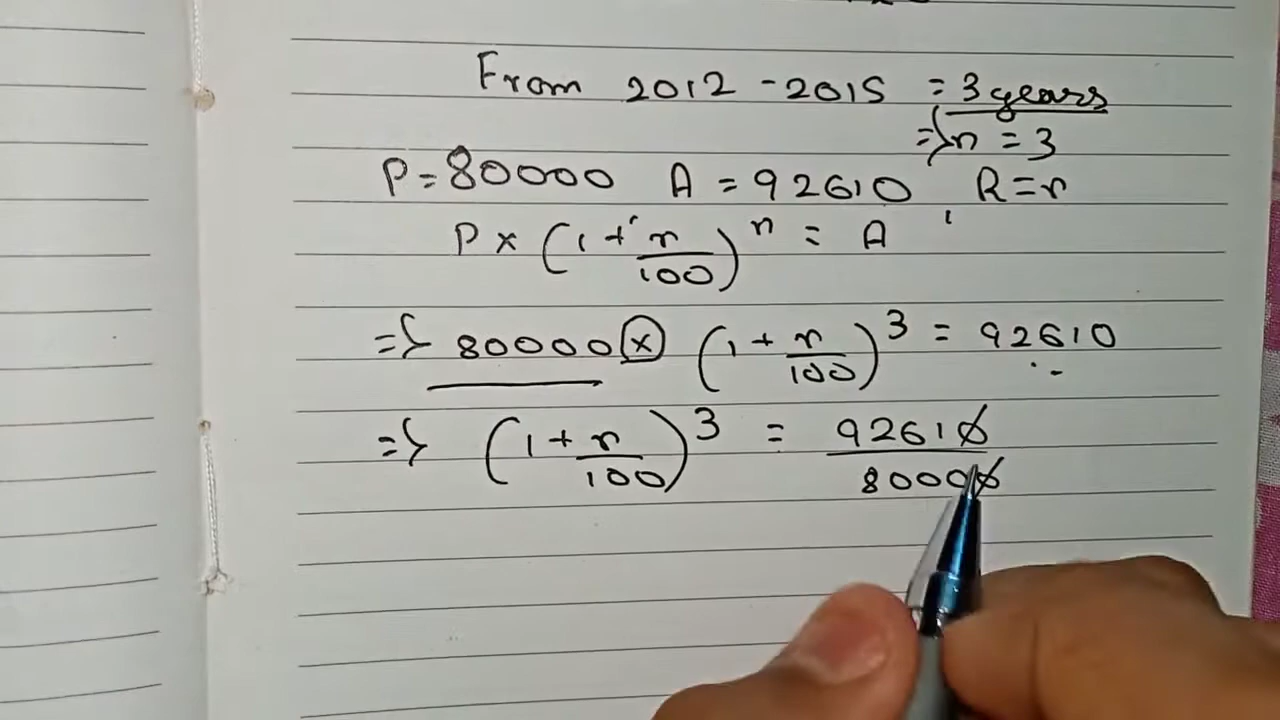 From 2012 - 2015 = 3 years
=> n = 3
P = 80000 A = 92610 R = r
P × (1 + r/100)^n = A
=> 80000 × (1 + r/100)^3 = 92610
=> (1 + r/100)^3 = 92610/80000